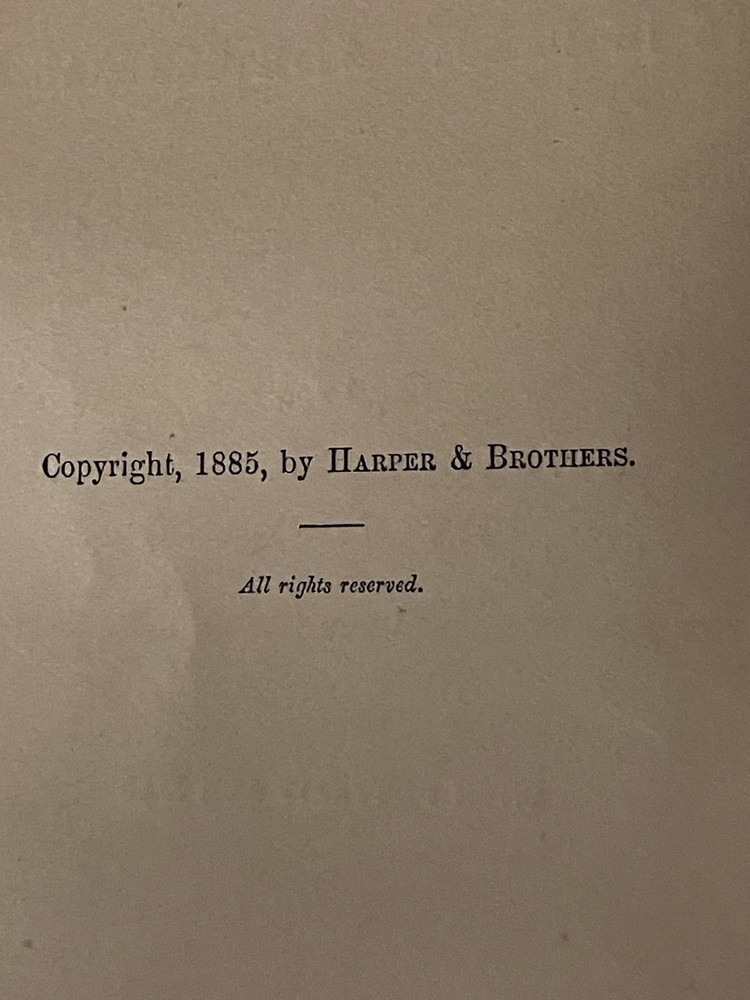 Copyright, 1885, by HARPER & BROTHERS.
All rights reserved.